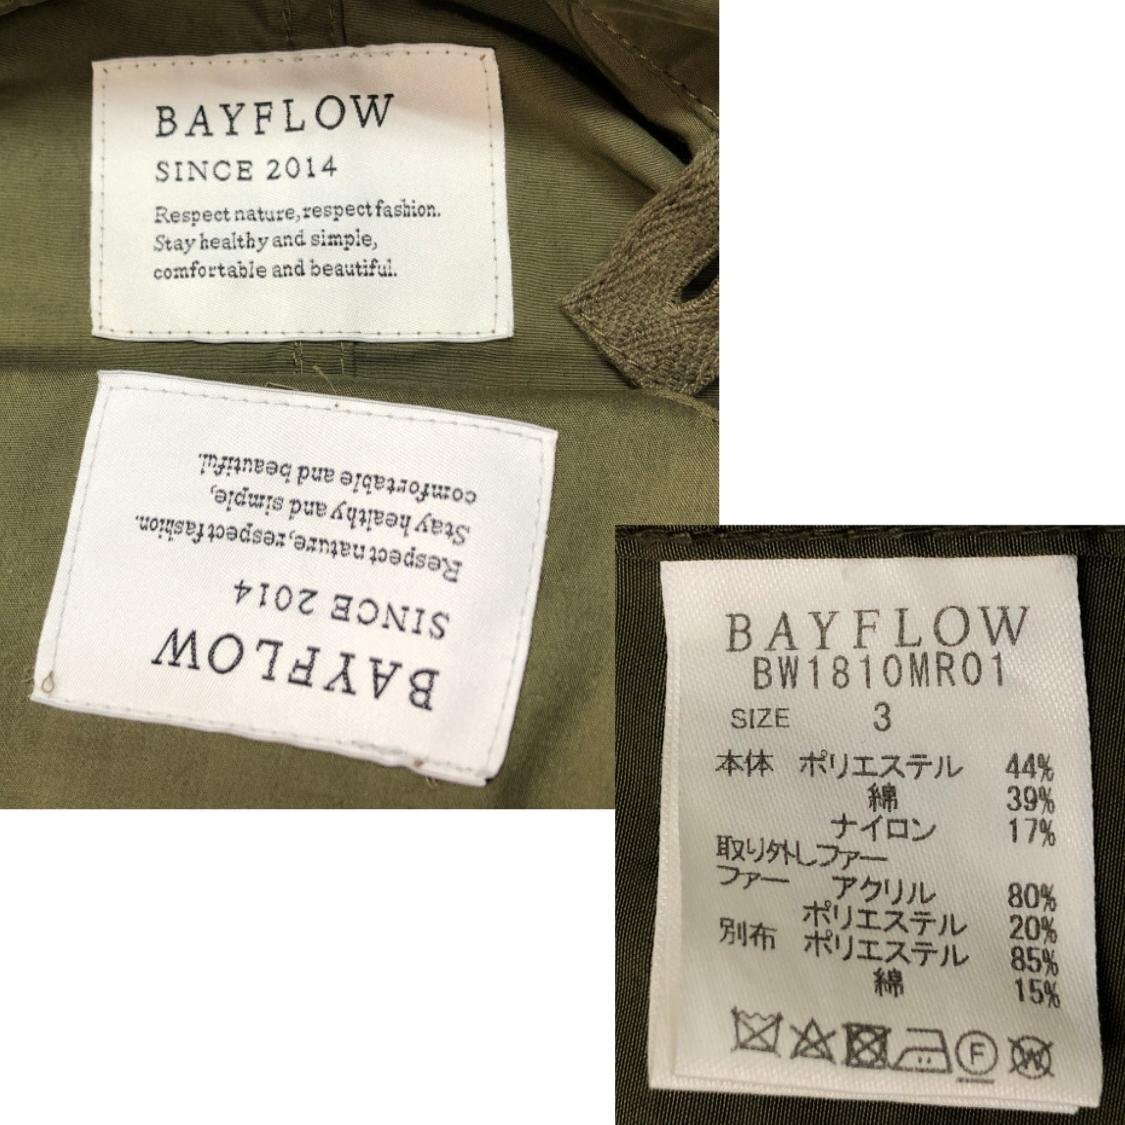 BAYFLOW
SINCE 2014
Respect nature, respect fashion.
Stay healthy and simple,
comfortable and beautiful.
BAYFLOW
SINCE 2014
Respect nature, respect fashion.
Stay healthy and simple,
comfortable and beautiful.
BAYFLOW
BW1810MR01
SIZE 3
本体 ポリエステル 44%
綿 39%
ナイロン 17%
取り外しファー
ファー アクリル 80%
ポリエステル 20%
別布 ポリエステル 85%
綿 15%
F W